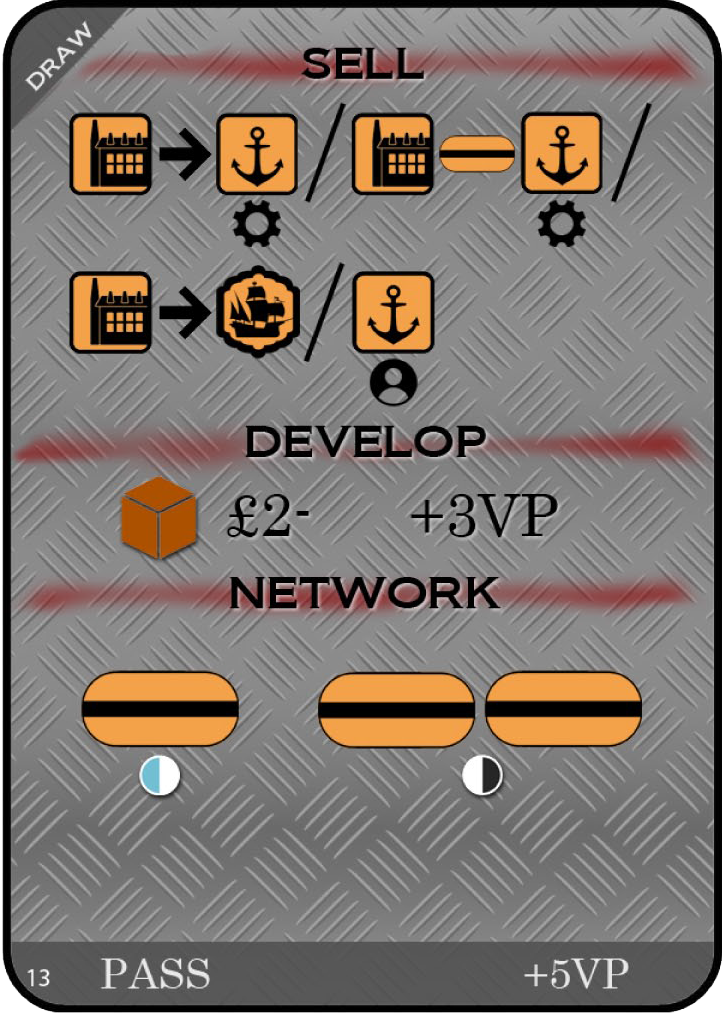 DRAW
SELL
DEVELOP
£2- +3VP
NETWORK
13 PASS +5VP